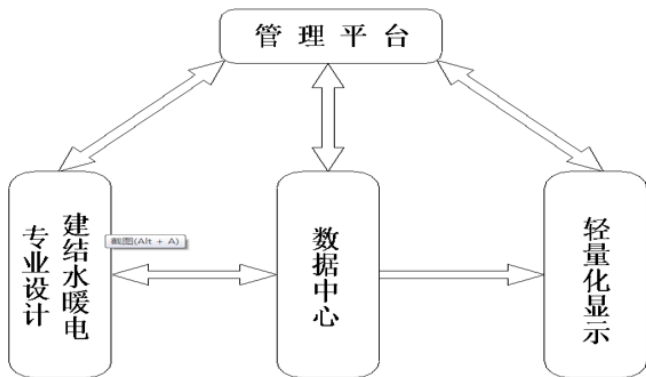 管理平台
建结水暖电
专业设计
截图(Alt + A)
数据中心
轻量化显示